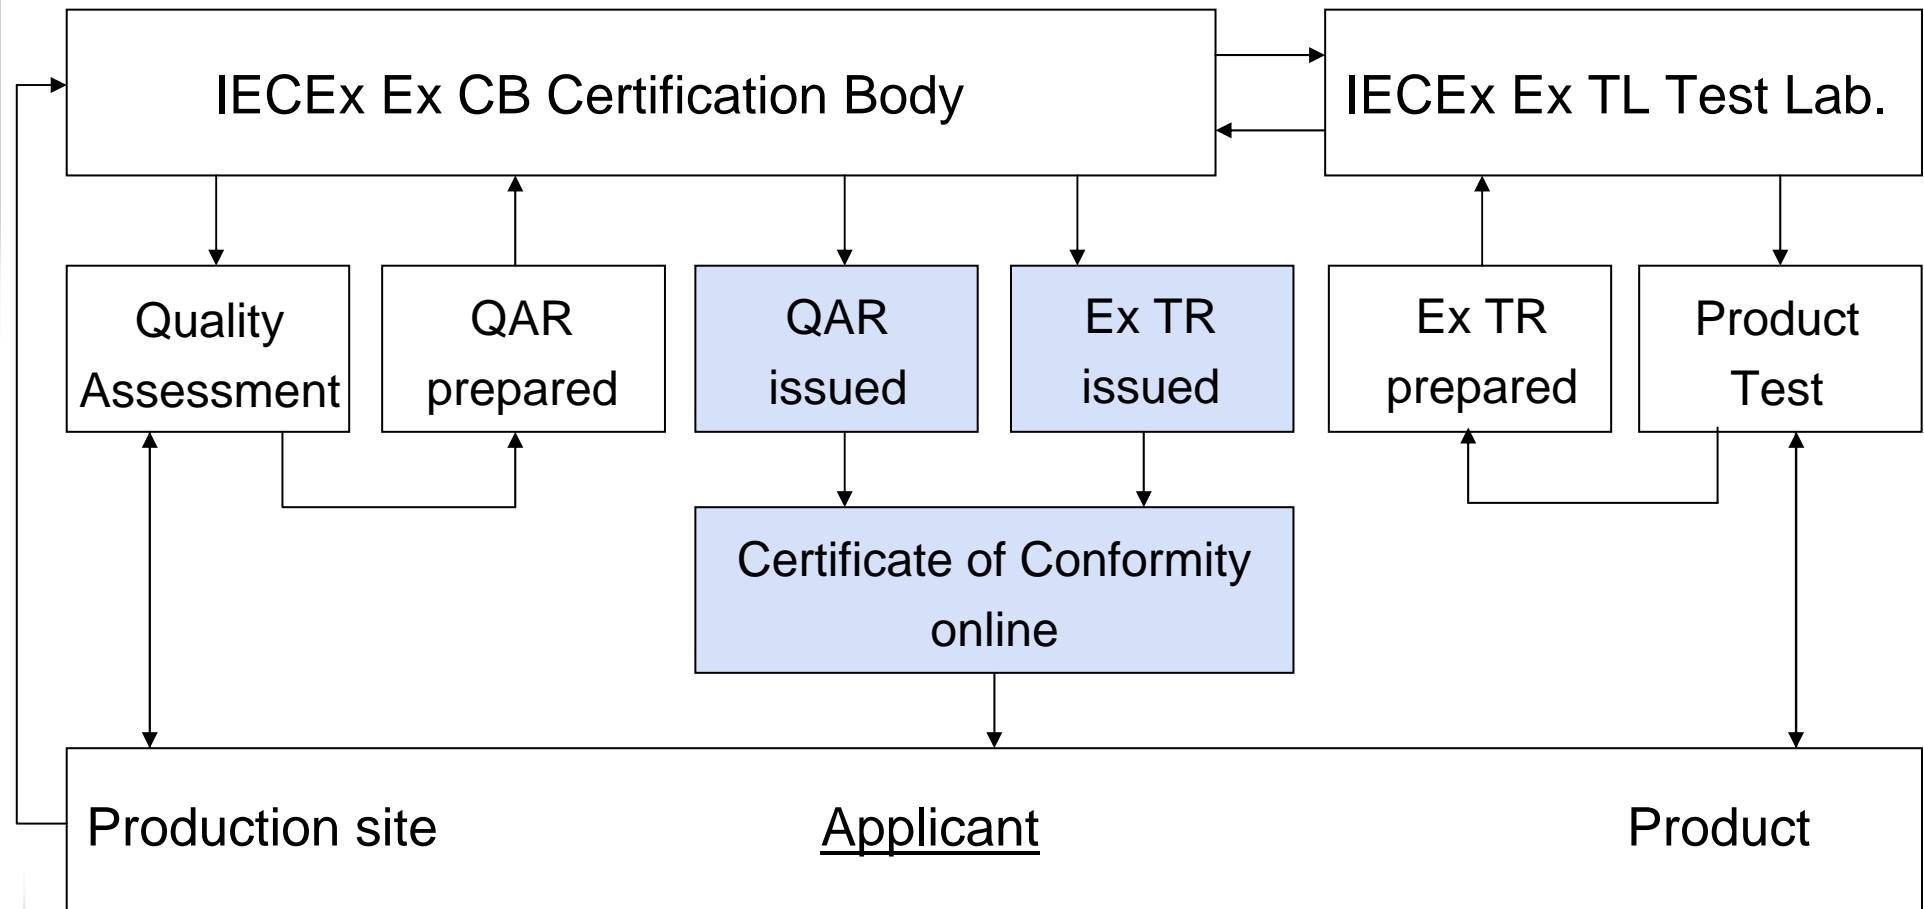 IECEx Ex CB Certification Body
IECEx Ex TL Test Lab.
Quality
Assessment
QAR
prepared
QAR
issued
Ex TR
issued
Ex TR
prepared
Product
Test
Certificate of Conformity
online
Production site
Applicant
Product